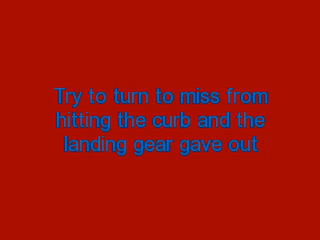 Try to turn to miss from
hitting the curb and the
landing gear gave out